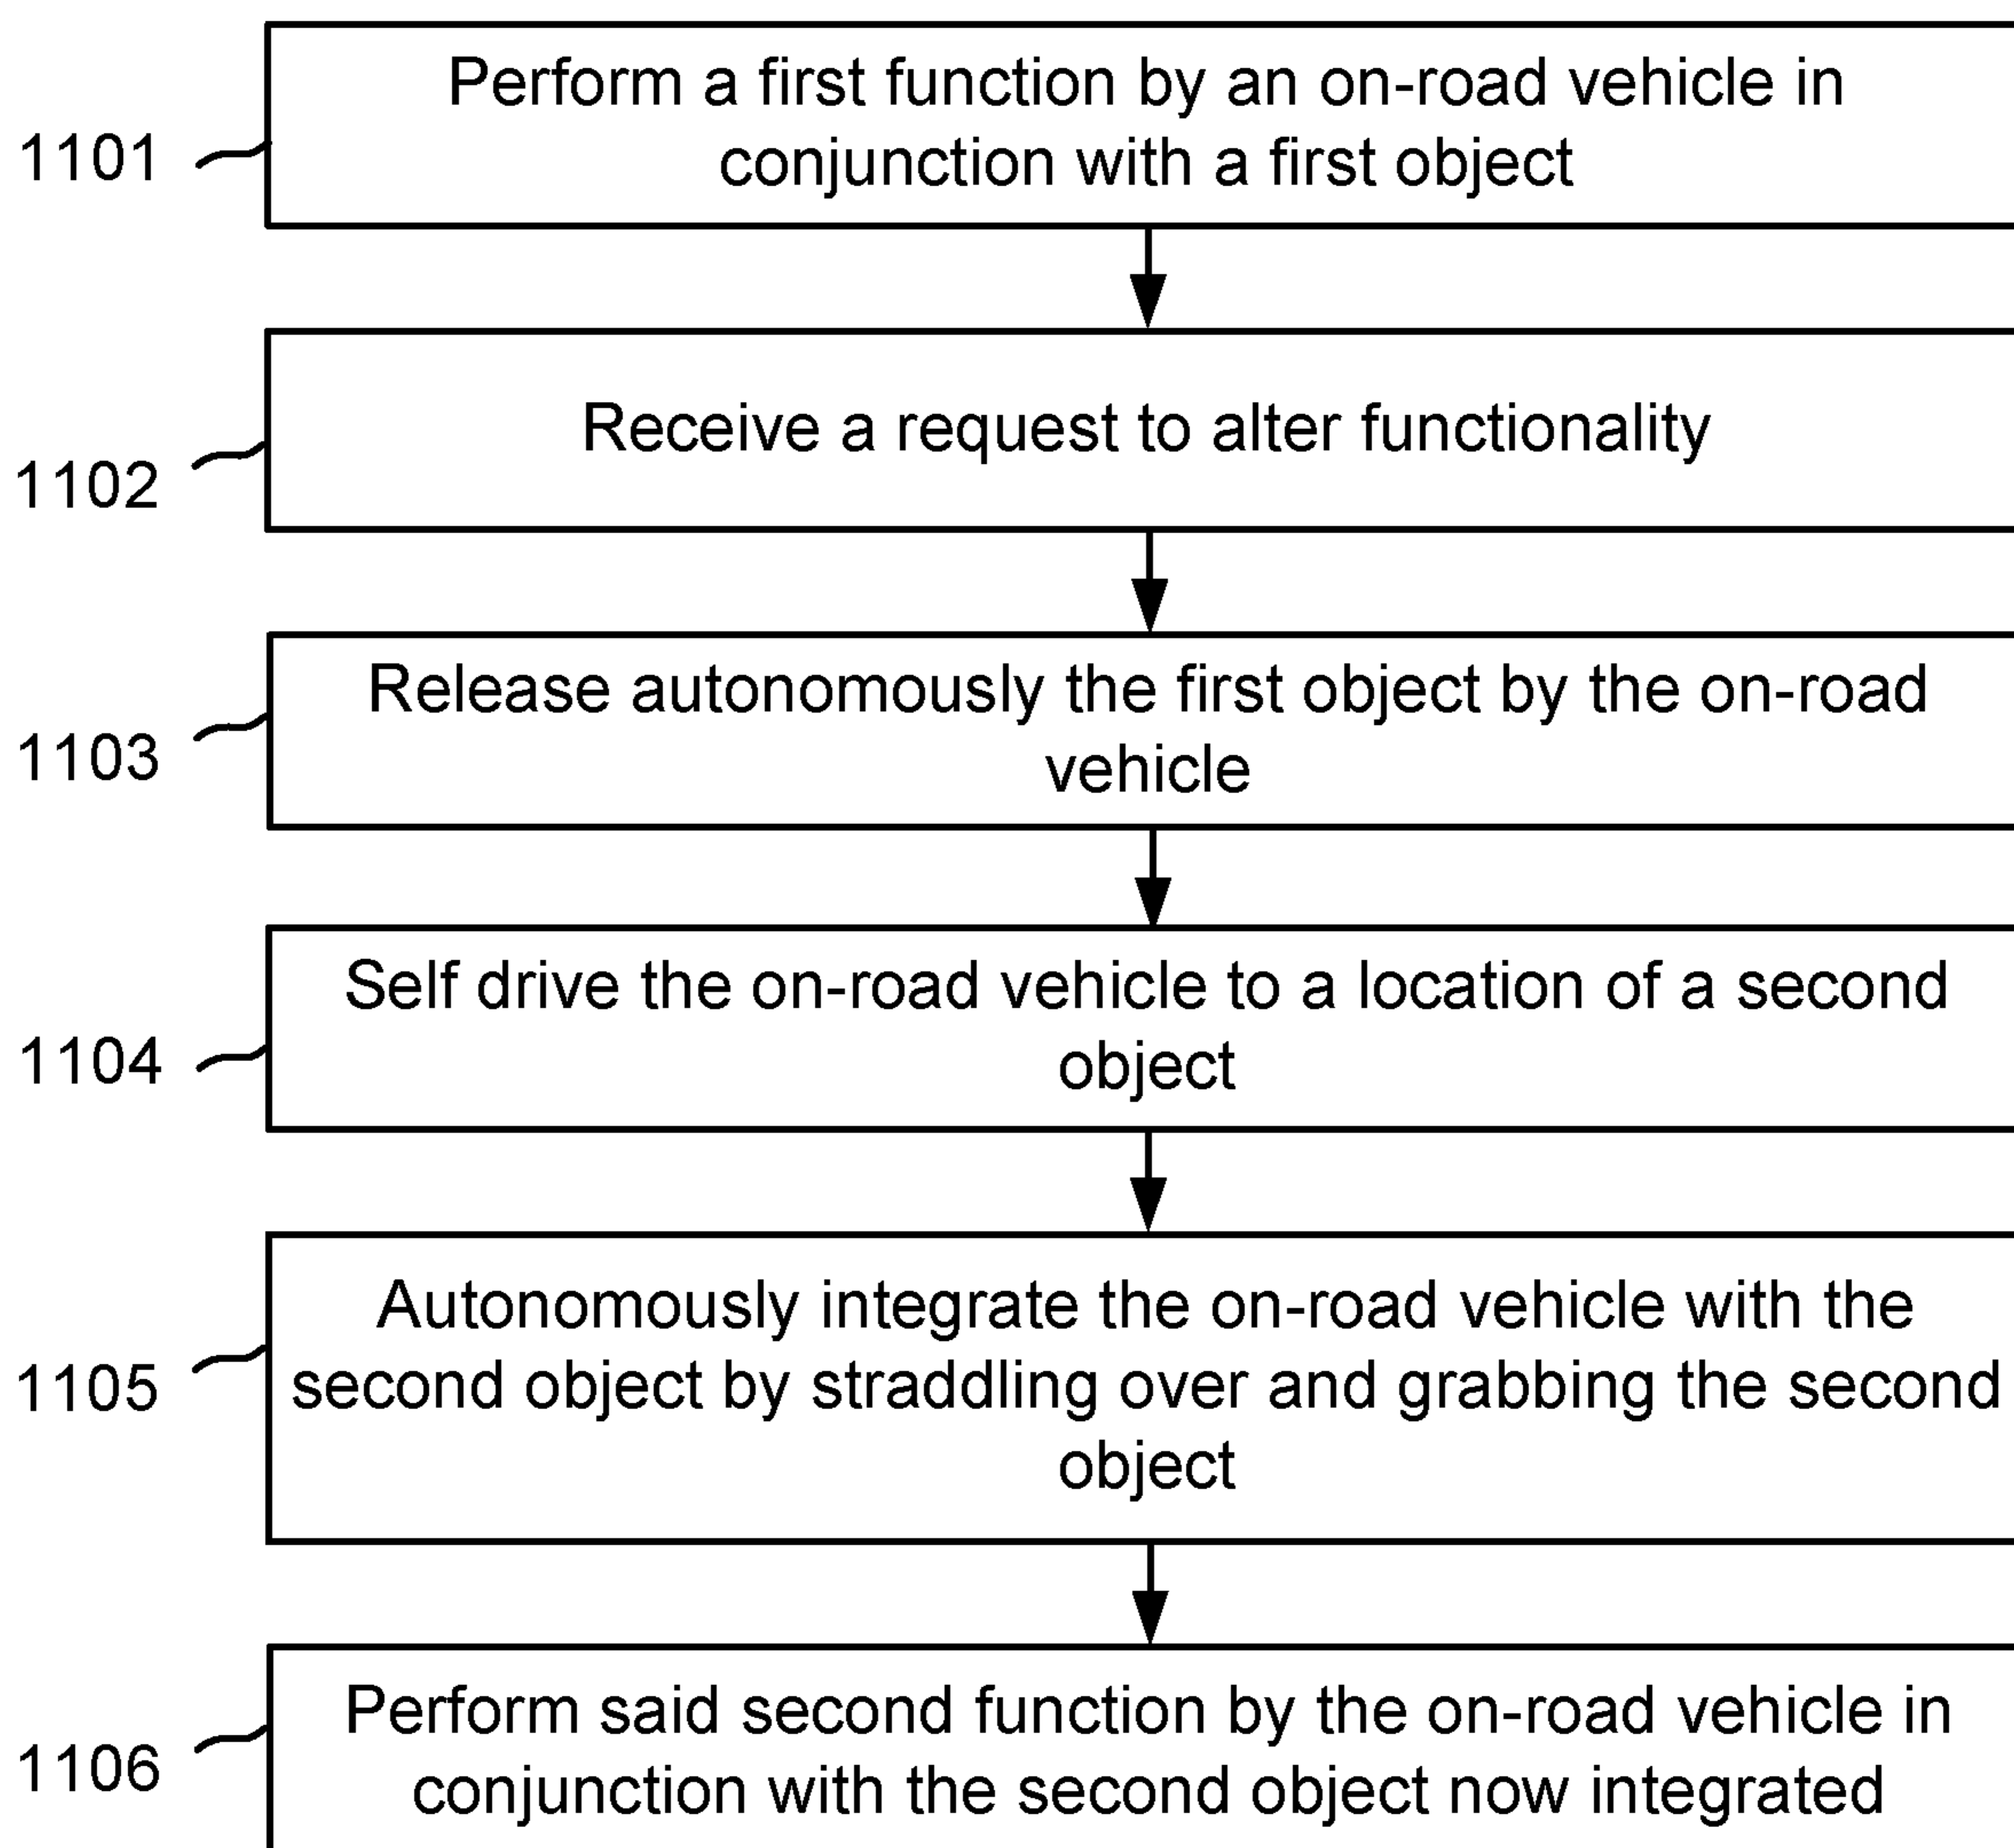 Perform a first function by an on-road vehicle in
conjunction with a first object
1101
Receive a request to alter functionality
1102
Release autonomously the first object by the on-road
vehicle
1103
Self drive the on-road vehicle to a location of a second
object
1104
Autonomously integrate the on-road vehicle with the
second object by straddling over and grabbing the second
object
1105
Perform said second function by the on-road vehicle in
conjunction with the second object now integrated
1106